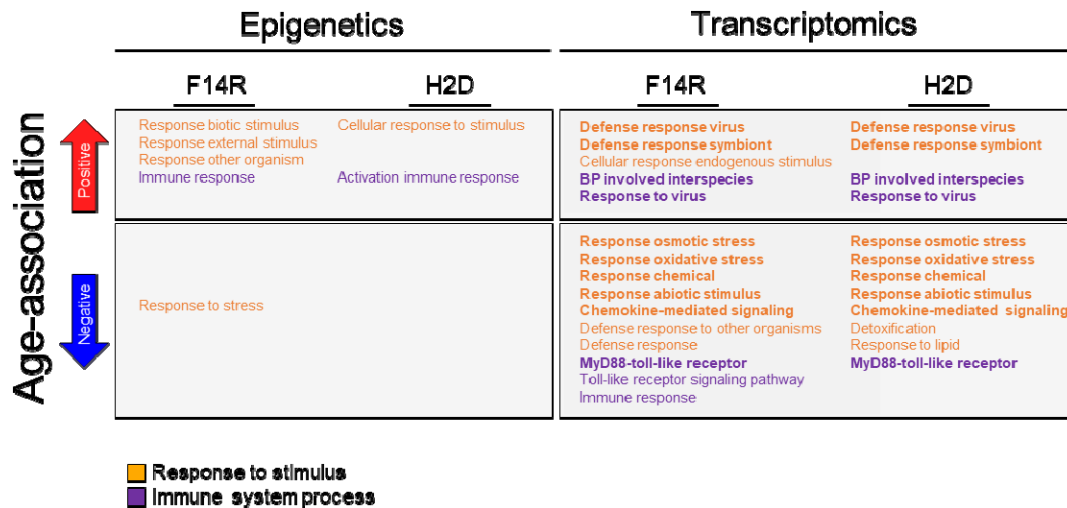 Epigenetics
Transcriptomics
F14R
H2D
F14R
H2D
Age-association
Positive
Response biotic stimulus
Response external stimulus
Response other organism
Immune response
Cellular response to stimulus
Activation immune response
Defense response virus
Defense response symbiont
Cellular response endogenous stimulus
BP involved interspecies
Response to virus
Defense response virus
Defense response symbiont
BP involved interspecies
Response to virus
Negative
Response to stress
Response osmotic stress
Response oxidative stress
Response chemical
Response abiotic stimulus
Chemokine-mediated signaling
Defense response to other organisms
Defense response
MyD88-toll-like receptor
Toll-like receptor signaling pathway
Immune response
Response osmotic stress
Response oxidative stress
Response chemical
Response abiotic stimulus
Chemokine-mediated signaling
Detoxification
Response to lipid
MyD88-toll-like receptor
Response to stimulus
Immune system process